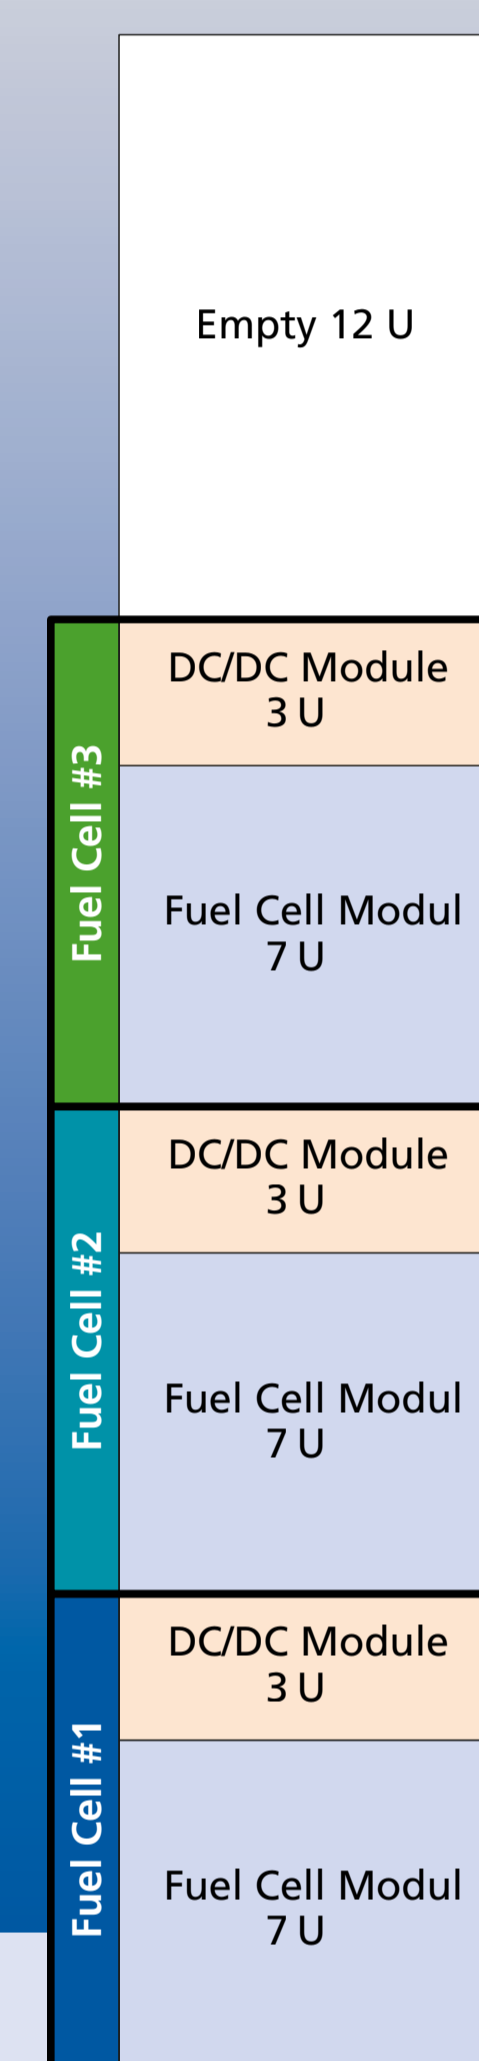 Empty 12 U
Fuel Cell #3
DC/DC Module
3 U
Fuel Cell Modul
7 U
Fuel Cell #2
DC/DC Module
3 U
Fuel Cell Modul
7 U
Fuel Cell #1
DC/DC Module
3 U
Fuel Cell Modul
7 U